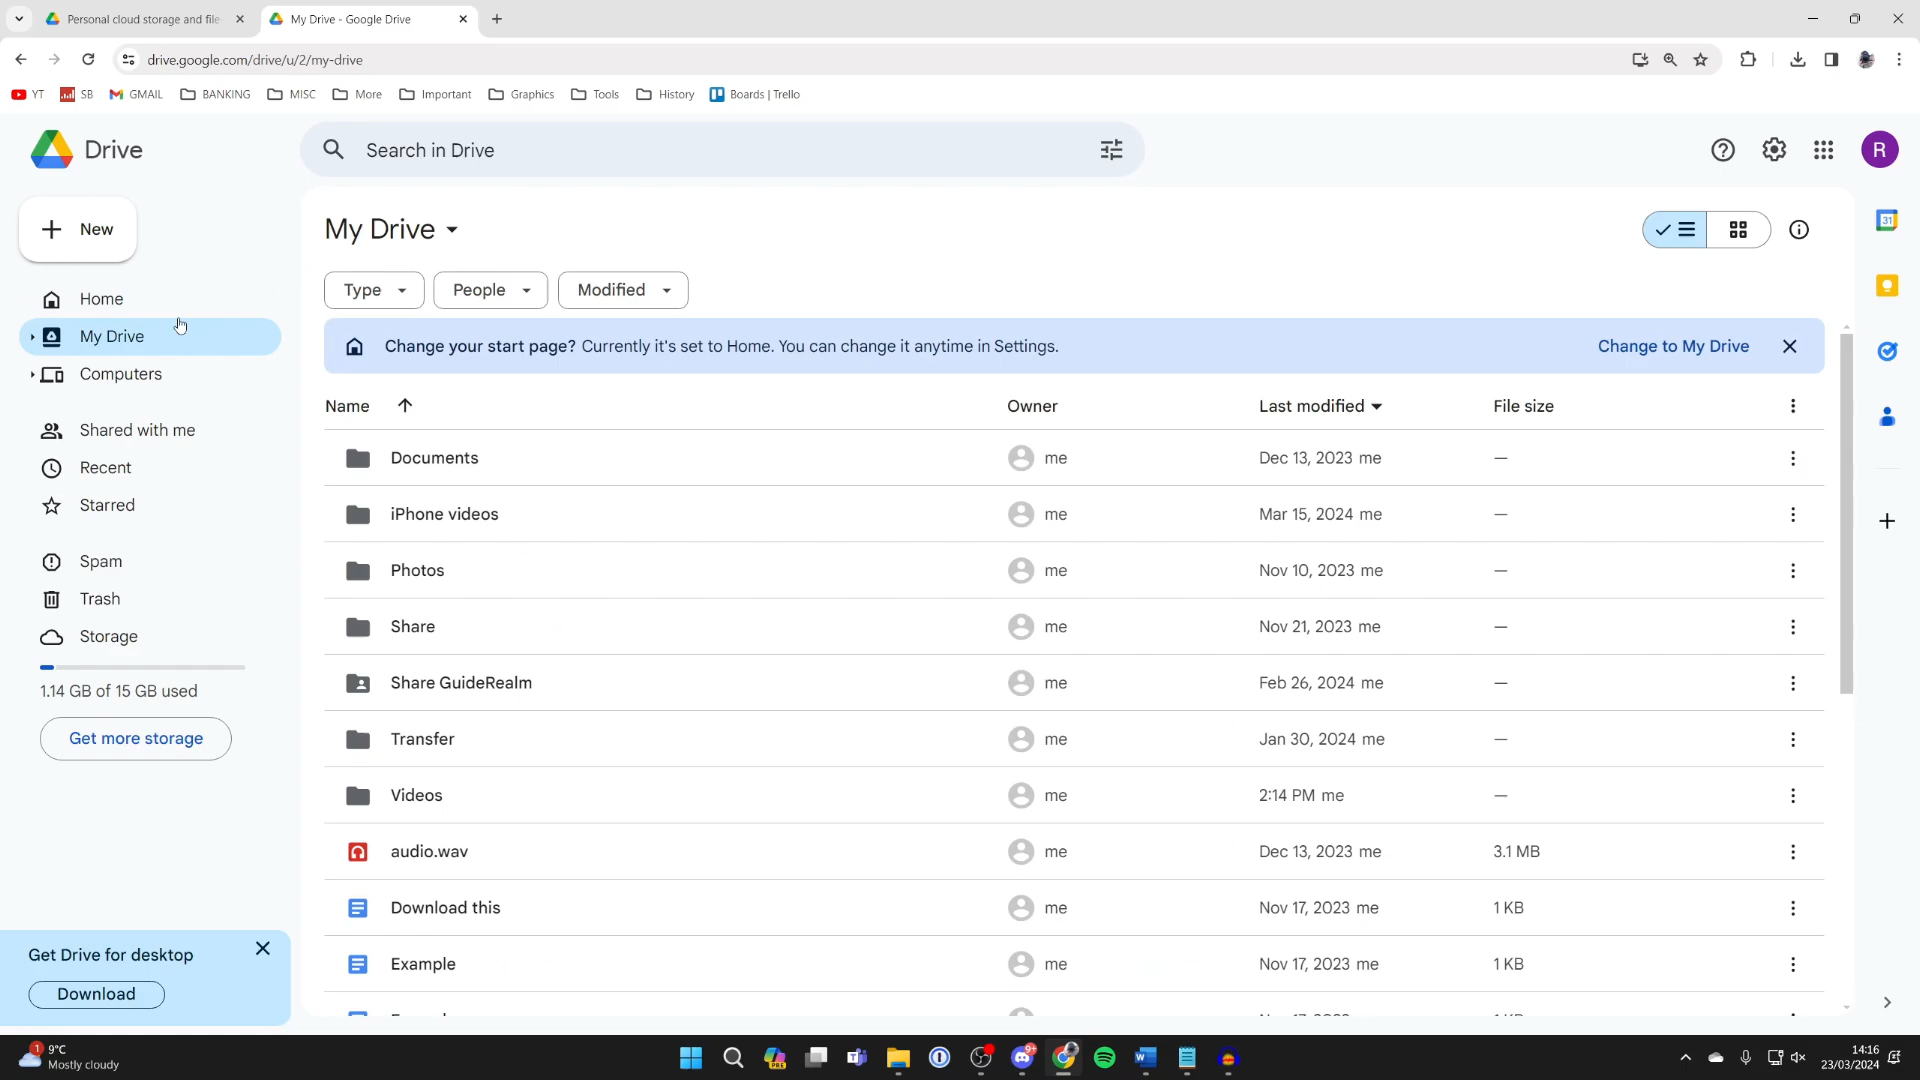 Personal cloud storage and file
My Drive - Google Drive
drive.google.com/drive/u/2/my-drive
YT SB GMAIL BANKING MISC More Important Graphics Tools History Boards | Trello
Drive
Search in Drive
R
New
Home
My Drive
Computers
Shared with me
Recent
Starred
Spam
Trash
Storage
1.14 GB of 15 GB used
Get more storage
Get Drive for desktop
Download
My Drive
Type People Modified
Change your start page? Currently it's set to Home. You can change it anytime in Settings. Change to My Drive
Name Owner Last modified File size
Documents me Dec 13, 2023 me —
iPhone videos me Mar 15, 2024 me —
Photos me Nov 10, 2023 me —
Share me Nov 21, 2023 me —
Share GuideRealm me Feb 26, 2024 me —
Transfer me Jan 30, 2024 me —
Videos me 2:14 PM me —
audio.wav me Dec 13, 2023 me 3.1 MB
Download this me Nov 17, 2023 me 1 KB
Example me Nov 17, 2023 me 1 KB
31
1
9°C
Mostly cloudy
PRE
9+
14:16
23/03/2024